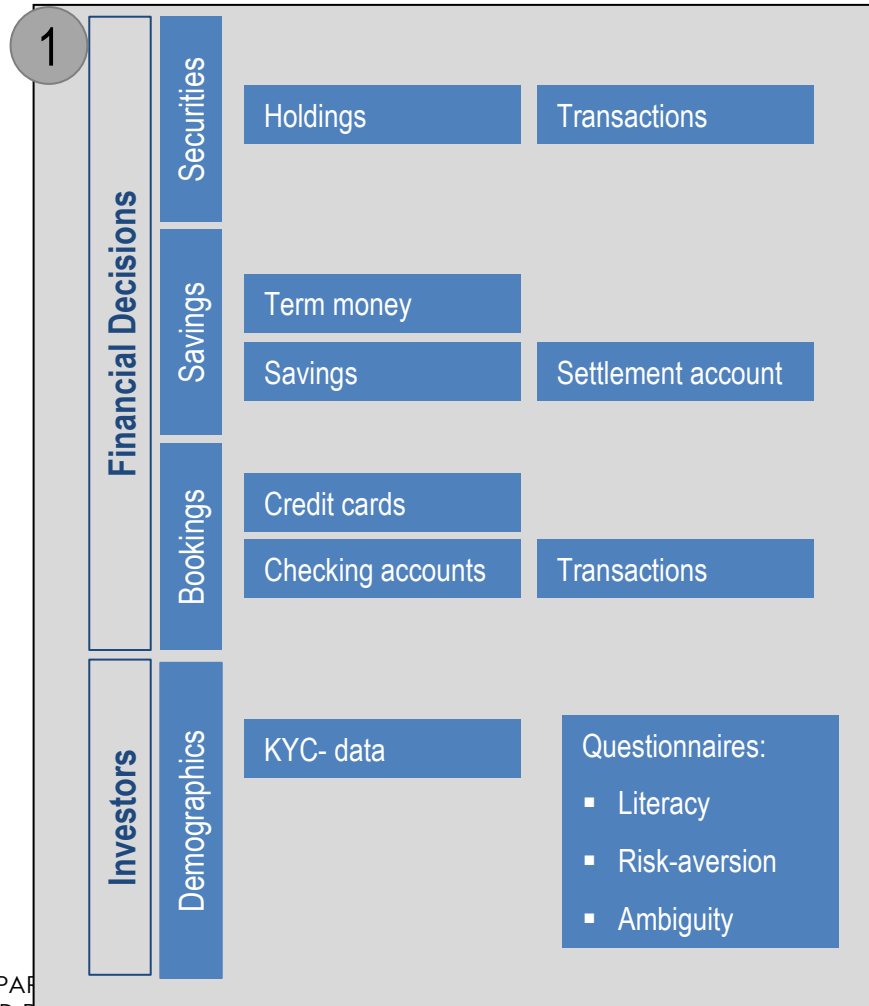 1
Financial Decisions
Securities
Holdings
Transactions
Savings
Term money
Savings
Settlement account
Bookings
Credit cards
Checking accounts
Transactions
Investors
Demographics
KYC- data
Questionnaires:
▪ Literacy
▪ Risk-aversion
▪ Ambiguity